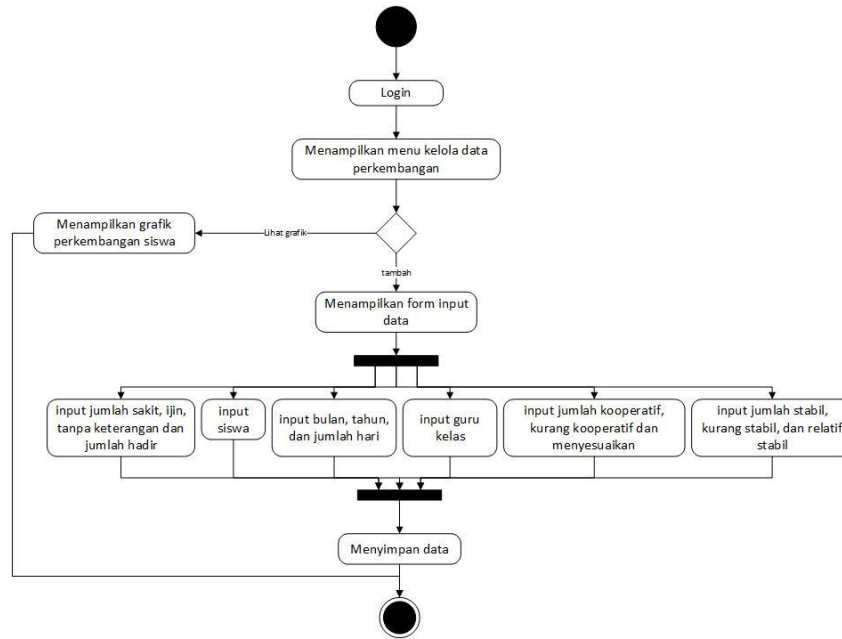 Login
Menampilkan menu kelola data
perkembangan
Menampilkan grafik
perkembangan siswa
Lihat grafik
tambah
Menampilkan form input
data
input jumlah sakit, ijin,
tanpa keterangan dan
jumlah hadir
input
siswa
input bulan, tahun,
dan jumlah hari
input guru
kelas
input jumlah kooperatif,
kurang kooperatif dan
menyesuaikan
input jumlah stabil,
kurang stabil, dan relatif
stabil
Menyimpan data